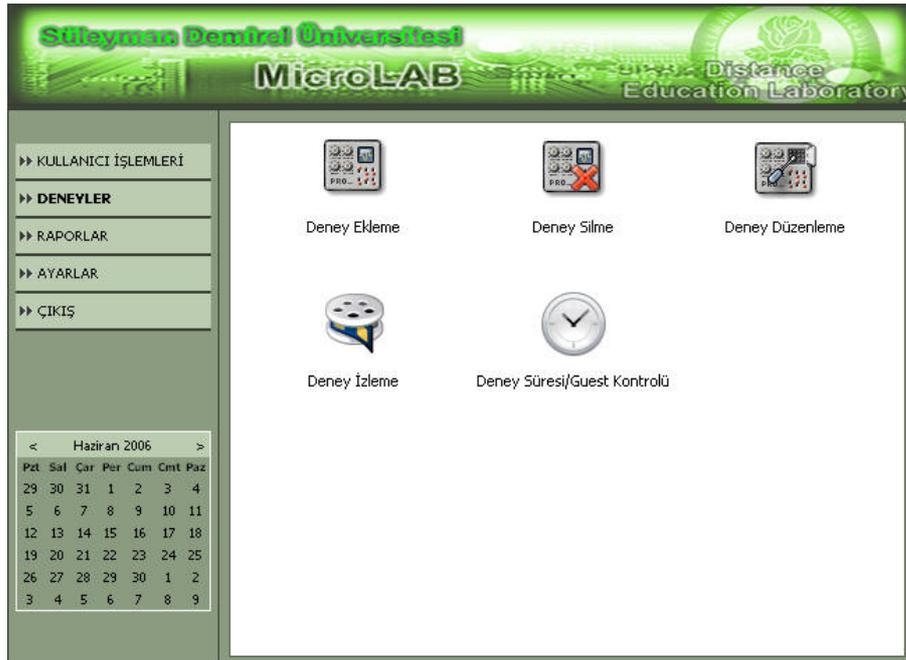 Süleyman Demirel Üniversitesi
MicroLAB
Distance
Education Laboratory
KULLANICI İŞLEMLERİ
DENEYLER
RAPORLAR
AYARLAR
ÇIKIŞ
Deney Ekleme
Deney Silme
Deney Düzenleme
PRO
PRO
Deney İzleme
Deney Süresi/Guest Kontrolü
< Haziran 2006 >
Pzt Sal Çar Per Cum Cmt Paz
29 30 31 1 2 3 4
5 6 7 8 9 10 11
12 13 14 15 16 17 18
19 20 21 22 23 24 25
26 27 28 29 30 1 2
3 4 5 6 7 8 9